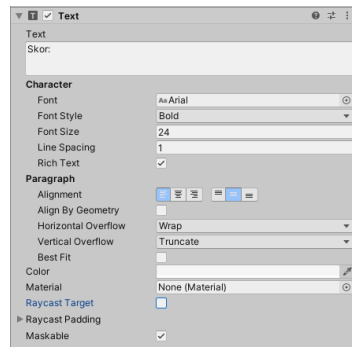 Text
Text
Skor:
Character
Font Aa Arial
Font Style Bold
Font Size 24
Line Spacing 1
Rich Text
Paragraph
Alignment
Align By Geometry
Horizontal Overflow Wrap
Vertical Overflow Truncate
Best Fit
Color
Material None (Material)
Raycast Target
Raycast Padding
Maskable